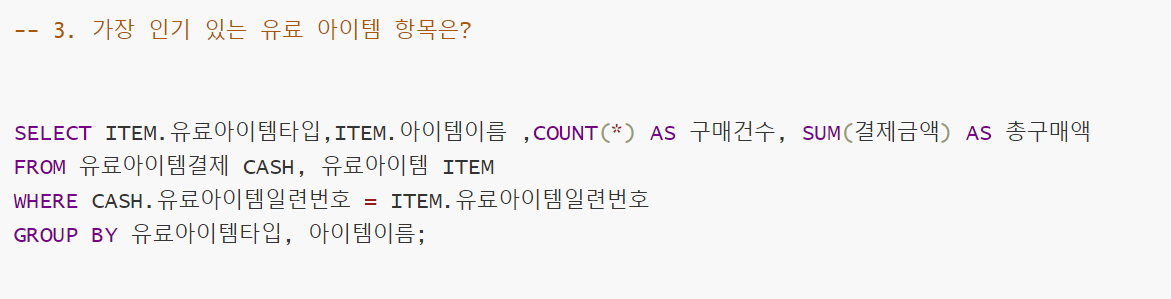 -- 3. 가장 인기 있는 유료 아이템 항목은?
SELECT ITEM.유료아이템타입,ITEM.아이템이름 ,COUNT(*) AS 구매건수, SUM(결제금액) AS 총구매액
FROM 유료아이템결제 CASH, 유료아이템 ITEM
WHERE CASH.유료아이템일련번호 = ITEM.유료아이템일련번호
GROUP BY 유료아이템타입, 아이템이름;